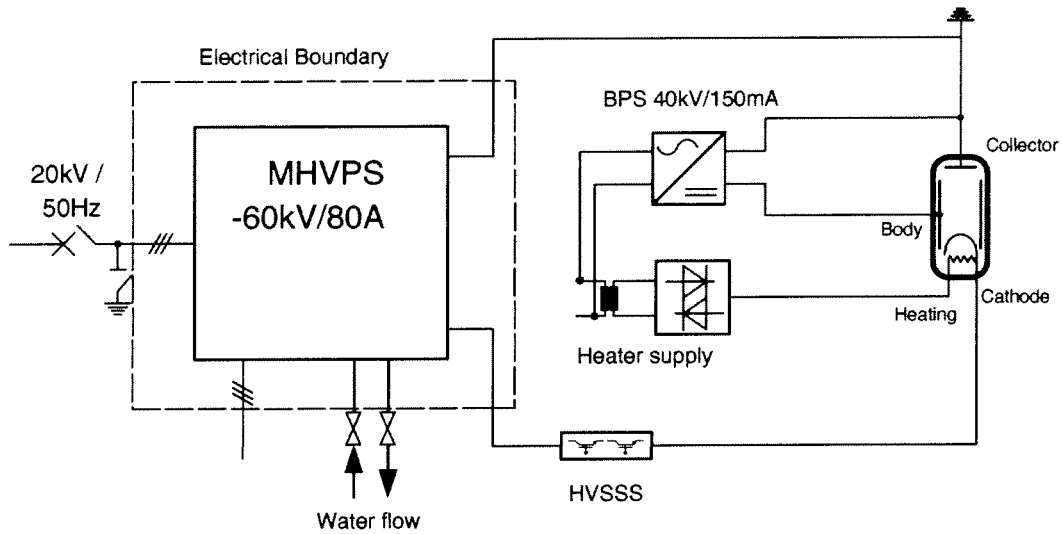 Electrical Boundary
BPS 40kV/150mA
Collector
MHVPS
-60kV/80A
20kV /
50Hz
Body
Cathode
Heating
Heater supply
HVSSS
Water flow